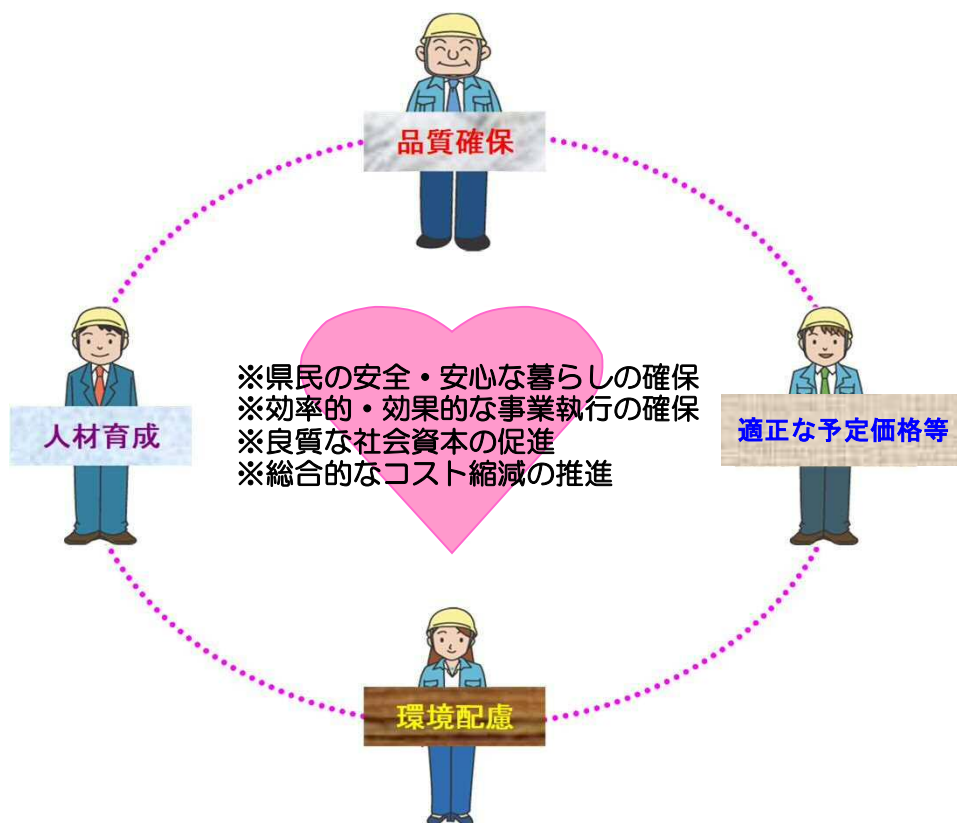 品質確保
※県民の安全・安心な暮らしの確保
※効率的・効果的な事業執行の確保
※良質な社会資本の促進
※総合的なコスト縮減の推進
人材育成
適正な予定価格等
環境配慮